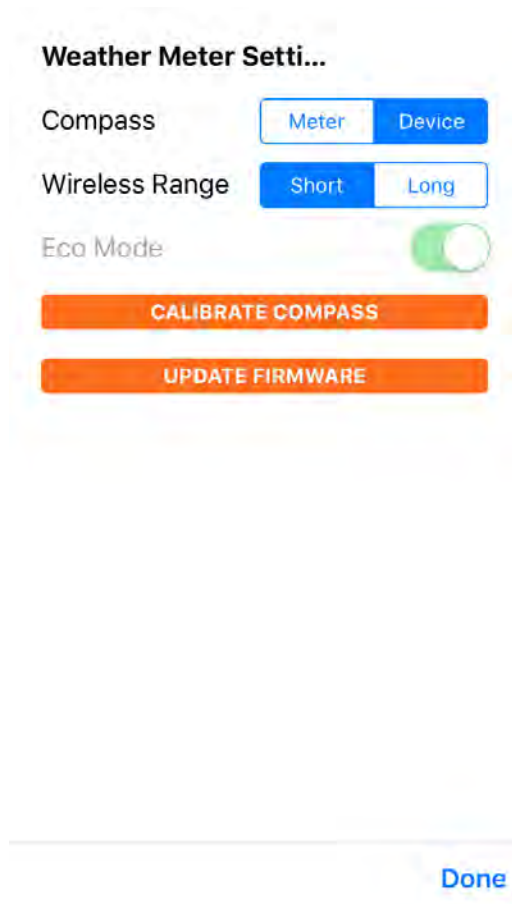 Weather Meter Setti...
Compass Meter Device
Wireless Range Short Long
Eco Mode
CALIBRATE COMPASS
UPDATE FIRMWARE
Done